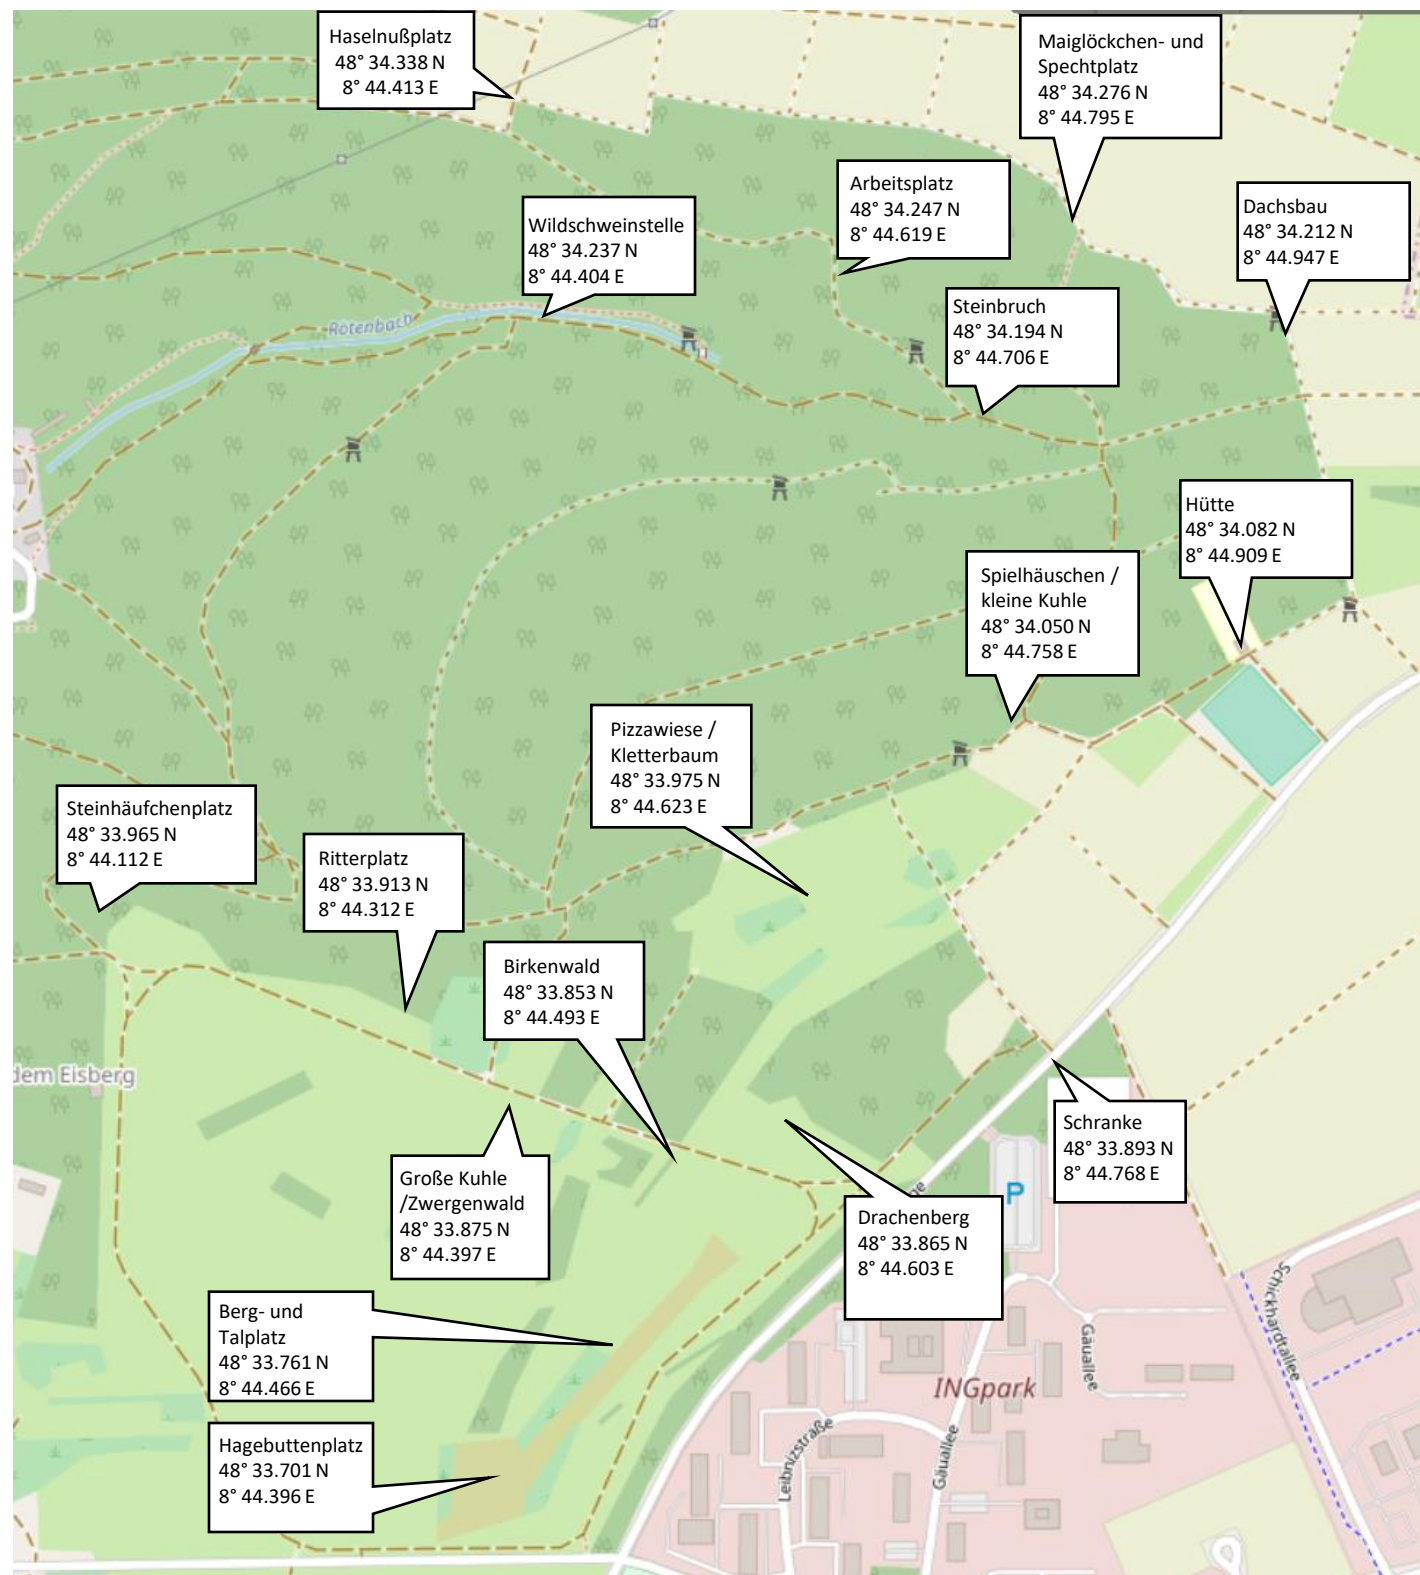 Haselnußplatz
48° 34.338 N
8° 44.413 E
Maiglöckchen- und
Spechtplatz
48° 34.276 N
8° 44.795 E
Arbeitsplatz
48° 34.247 N
8° 44.619 E
Dachsbau
48° 34.212 N
8° 44.947 E
Wildschweinstelle
48° 34.237 N
8° 44.404 E
Steinbruch
48° 34.194 N
8° 44.706 E
Rotenbach
Hütte
48° 34.082 N
8° 44.909 E
Spielhäuschen /
kleine Kuhle
48° 34.050 N
8° 44.758 E
Pizzawiese /
Kletterbaum
48° 33.975 N
8° 44.623 E
Steinhäufchenplatz
48° 33.965 N
8° 44.112 E
Ritterplatz
48° 33.913 N
8° 44.312 E
Birkenwald
48° 33.853 N
8° 44.493 E
dem Eisberg
Schranke
48° 33.893 N
8° 44.768 E
Große Kuhle
/Zwergenwald
48° 33.875 N
8° 44.397 E
P
Drachenberg
48° 33.865 N
8° 44.603 E
Berg- und
Talplatz
48° 33.761 N
8° 44.466 E
Schickhardtallee
Gäuallee
INGpark
Hagebuttenplatz
48° 33.701 N
8° 44.396 E
Leibnizstraße
Gäuallee